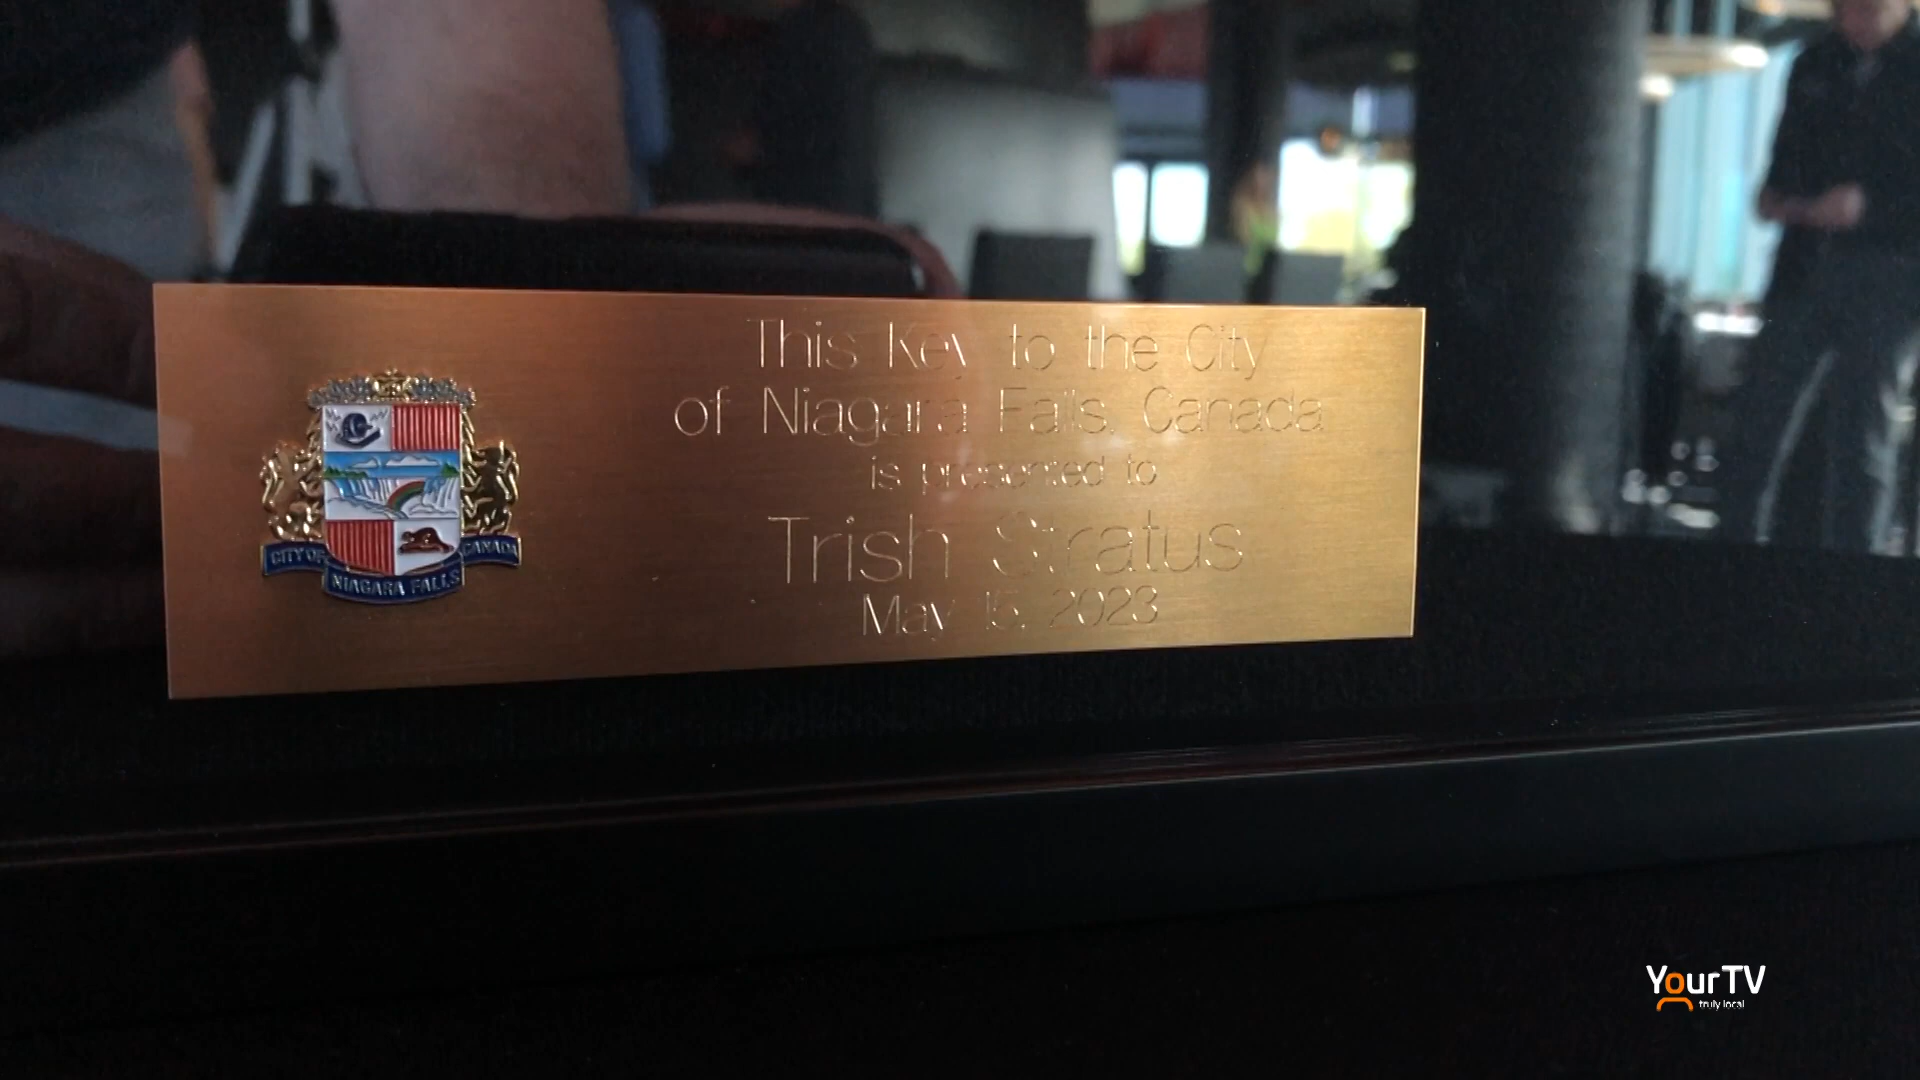 This Key to the City
of Niagara Falls, Canada
is presented to
Trish Stratus
May 15, 2023
CITY OF
NIAGARA FALLS
CANADA
YourTV
truly local